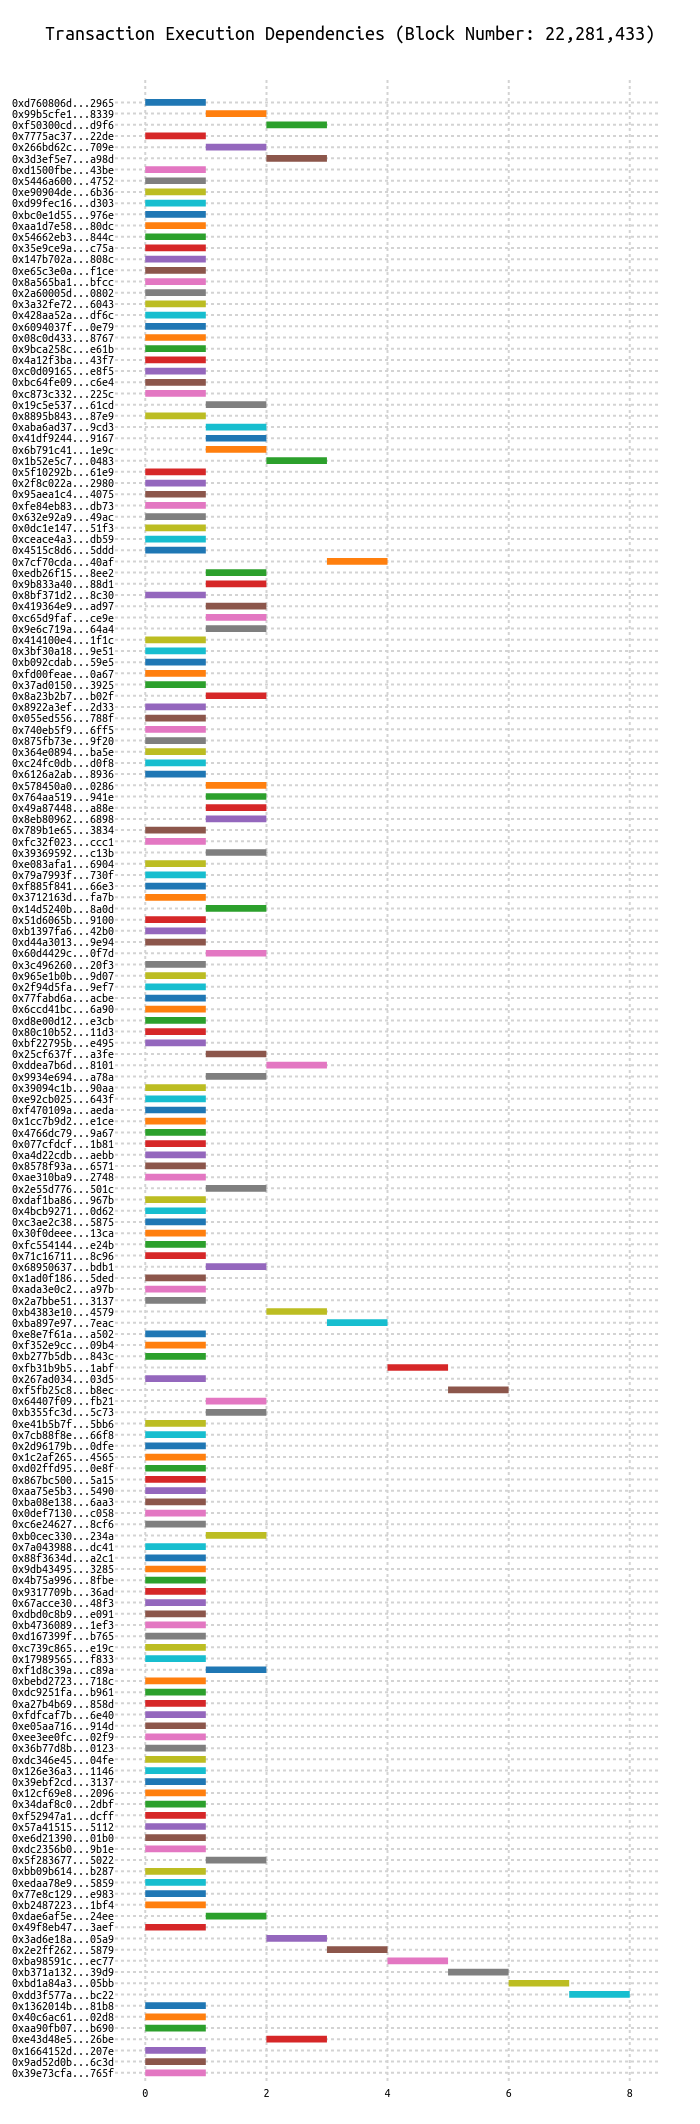 Transaction Execution Dependencies (Block Number: 22,281,433)
0xd760806d...2965
0x99b5cfe1...8339
0xf50300cd...d9f6
0x7775ac37...22de
0x266bd62c...709e
0x3d3ef5e7...a98d
0xd1500fbe...43be
0x5446a600...4752
0xe90904de...6b36
0xd99fec16...d303
0xbc0e1d55...976e
0xaa1d7e58...80dc
0x54662eb3...844c
0x35e9ce9a...c75a
0x147b702a...808c
0xe65c3e0a...f1ce
0x8a565ba1...bfcc
0x2a60005d...0802
0x3a32fe72...6043
0x428aa52a...df6c
0x6094037f...0e79
0x08c0d433...8767
0x9bca258c...e61b
0x4a12f3ba...43f7
0xc0d09165...e8f5
0xbc64fe09...c6e4
0xc873c332...225c
0x19c5e537...61cd
0x8895b843...87e9
0xaba6ad37...9cd3
0x41df9244...9167
0x6b791c41...1e9c
0x1b52e5c7...0483
0x5f10292b...61e9
0x2f8c022a...2980
0x95aea1c4...4075
0xfe84eb83...db73
0x632e92a9...49ac
0x0dc1e147...51f3
0xceace4a3...db59
0x4515c8d6...5ddd
0x7cf70cda...40af
0xedb26f15...8ee2
0x9b833a40...88d1
0x8bf371d2...8c30
0x419364e9...ad97
0xc65d9faf...ce9e
0x9e6c719a...64a4
0x414100e4...1f1c
0x3bf30a18...9e51
0xb092cdab...59e5
0xfd00feae...0a67
0x37ad0150...3925
0x8a23b2b7...b02f
0x8922a3ef...2d33
0x055ed556...788f
0x740eb5f9...6ff5
0x875fb73e...9f20
0x364e0894...ba5e
0xc24fc0db...d0f8
0x6126a2ab...8936
0x578450a0...0286
0x764aa519...941e
0x49a87448...a88e
0x8eb80962...6898
0x789b1e65...3834
0xfc32f023...ccc1
0x39369592...c13b
0xe083afa1...6904
0x79a7993f...730f
0xf885f841...66e3
0x3712163d...fa7b
0x14d5240b...8a0d
0x51d6065b...9100
0xb1397fa6...42b0
0xd44a3013...9e94
0x60d4429c...0f7d
0x3c496260...20f3
0x965e1b0b...9d07
0x2f94d5fa...9ef7
0x77fabd6a...acbe
0x6ccd41bc...6a90
0xd8e00d12...e3cb
0x80c10b52...11d3
0xbf22795b...e495
0x25cf637f...a3fe
0xddea7b6d...8101
0x9934e694...a78a
0x39094c1b...90aa
0xe92cb025...643f
0xf470109a...aeda
0x1cc7b9d2...e1ce
0x4766dc79...9a67
0x077cfdcf...1b81
0xa4d22cdb...aebb
0x8578f93a...6571
0xae310ba9...2748
0x2e55d776...501c
0xdaf1ba86...967b
0x4bcb9271...0d62
0xc3ae2c38...5875
0x30f0deee...13ca
0xfc554144...e24b
0x71c16711...8c96
0x68950637...bdb1
0x1ad0f186...5ded
0xada3e0c2...a97b
0x2a7bbe51...3137
0xb4383e10...4579
0xba897e97...7eac
0xe8e7f61a...a502
0xf352e9cc...09b4
0xb277b5db...843c
0xfb31b9b5...1abf
0x267ad034...03d5
0xf5fb25c8...b8ec
0x64407f09...fb21
0xb355fc3d...5c73
0xe41b5b7f...5bb6
0x7cb88f8e...66f8
0x2d96179b...0dfe
0x1c2af265...4565
0xd02ffd95...0e8f
0x867bc500...5a15
0xaa75e5b3...5490
0xba08e138...6aa3
0x0def7130...c058
0xc6e24627...8cf6
0xb0cec330...234a
0x7a043988...dc41
0x88f3634d...a2c1
0x9db43495...3285
0x4b75a996...8fbe
0x9317709b...36ad
0x67acce30...48f3
0xdbd0c8b9...e091
0xb4736089...1ef3
0xd167399f...b765
0xc739c865...e19c
0x17989565...f833
0xf1d8c39a...c89a
0xbebd2723...718c
0xdc9251fa...b961
0xa27b4b69...858d
0xfdfcaf7b...6e40
0xe05aa716...914d
0xee3ee0fc...02f9
0x36b77d8b...0123
0xdc346e45...04fe
0x126e36a3...1146
0x39ebf2cd...3137
0x12cf69e8...2096
0x34daf8c0...2dbf
0xf52947a1...dcff
0x57a41515...5112
0xe6d21390...01b0
0xdc2356b0...9b1e
0x5f283677...5022
0xbb09b614...b287
0xedaa78e9...5859
0x77e8c129...e983
0xb2487223...1bf4
0xdae6af5e...24ee
0x49f8eb47...3aef
0x3ad6e18a...05a9
0x2e2ff262...5879
0xba98591c...ec77
0xb371a132...39d9
0xbd1a84a3...05bb
0xdd3f577a...bc22
0x1362014b...81b8
0x40c6ac61...02d8
0xaa90fb07...b690
0xe43d48e5...26be
0x1664152d...207e
0x9ad52d0b...6c3d
0x39e73cfa...765f
0 2 4 6 8